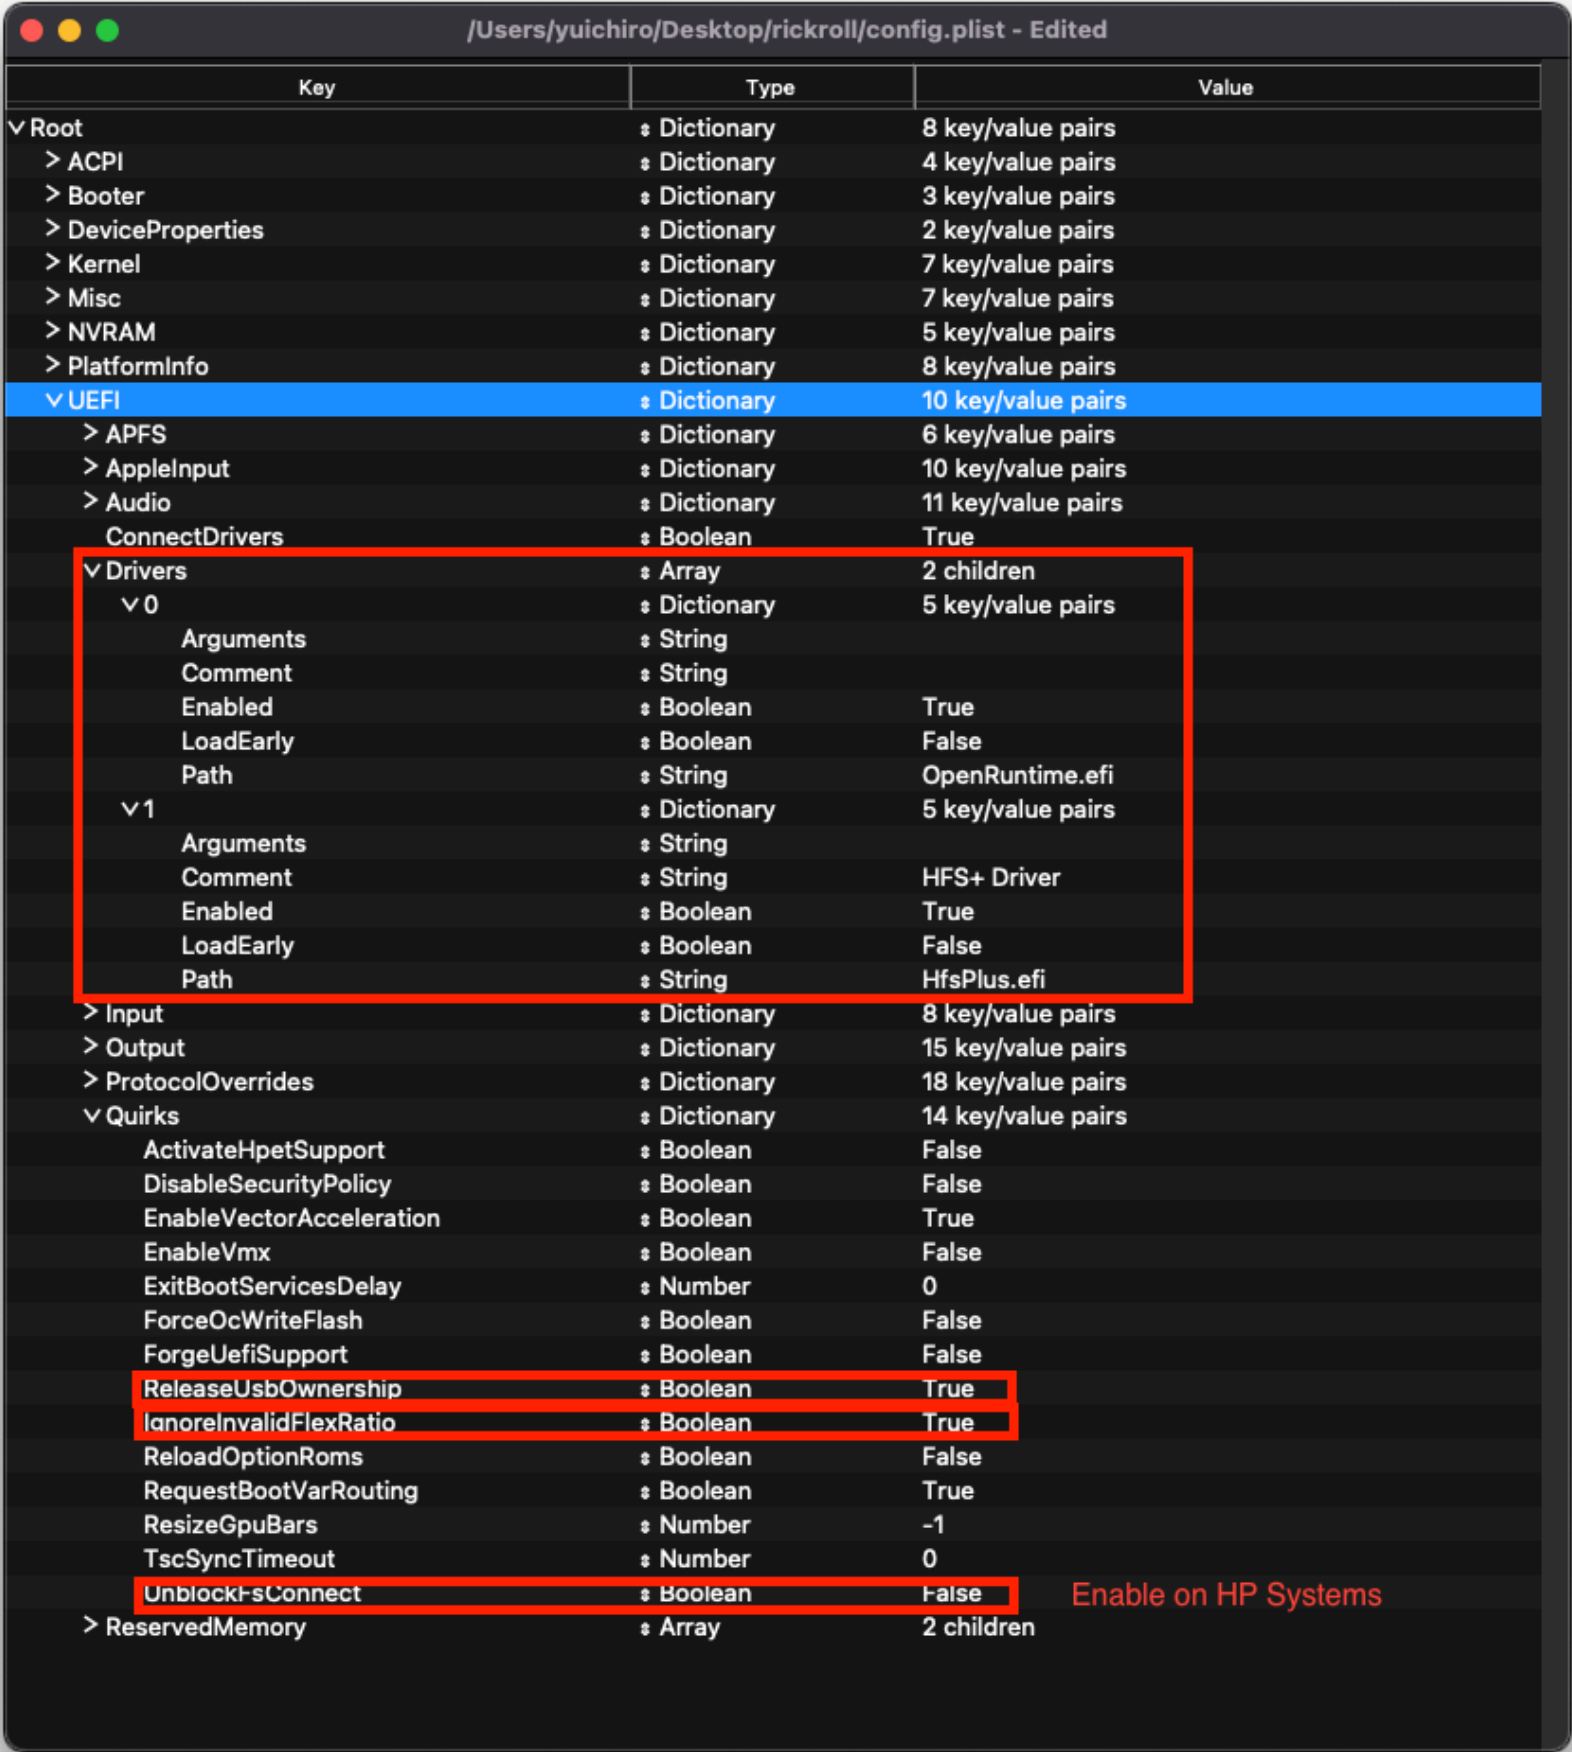 /Users/yuichiro/Desktop/rickroll/config.plist - Edited
Key Type Value
Root Dictionary 8 key/value pairs
ACPI Dictionary 4 key/value pairs
Booter Dictionary 3 key/value pairs
DeviceProperties Dictionary 2 key/value pairs
Kernel Dictionary 7 key/value pairs
Misc Dictionary 7 key/value pairs
NVRAM Dictionary 5 key/value pairs
PlatformInfo Dictionary 8 key/value pairs
UEFI Dictionary 10 key/value pairs
APFS Dictionary 6 key/value pairs
AppleInput Dictionary 10 key/value pairs
Audio Dictionary 11 key/value pairs
ConnectDrivers Boolean True
Drivers Array 2 children
0 Dictionary 5 key/value pairs
Arguments String
Comment String
Enabled Boolean True
LoadEarly Boolean False
Path String OpenRuntime.efi
1 Dictionary 5 key/value pairs
Arguments String
Comment String HFS+ Driver
Enabled Boolean True
LoadEarly Boolean False
Path String HfsPlus.efi
Input Dictionary 8 key/value pairs
Output Dictionary 15 key/value pairs
ProtocolOverrides Dictionary 18 key/value pairs
Quirks Dictionary 14 key/value pairs
ActivateHpetSupport Boolean False
DisableSecurityPolicy Boolean False
EnableVectorAcceleration Boolean True
EnableVmx Boolean False
ExitBootServicesDelay Number 0
ForceOcWriteFlash Boolean False
ForgeUefiSupport Boolean False
ReleaseUsbOwnership Boolean True
IgnoreInvalidFlexRatio Boolean True
ReloadOptionRoms Boolean False
RequestBootVarRouting Boolean True
ResizeGpuBars Number -1
TscSyncTimeout Number 0
UnblockFsConnect Boolean False Enable on HP Systems
ReservedMemory Array 2 children